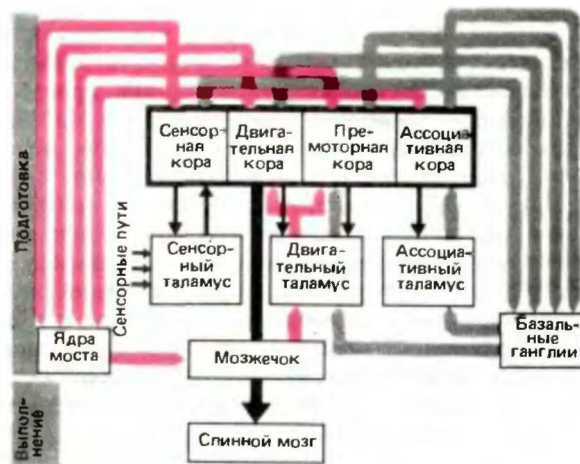 Подготовка
Сенсор-
ная
кора
Двига-
тельная
кора
Пре-
моторная
кора
Ассоциа-
тивная
кора
Сенсорные пути
Сенсор-
ный
таламус
Двига-
тельный
таламус
Ассоциа-
тивный
таламус
Ядра
моста
Мозжечок
Базаль-
ные
ганглии
Выпол-
нение
Спинной мозг